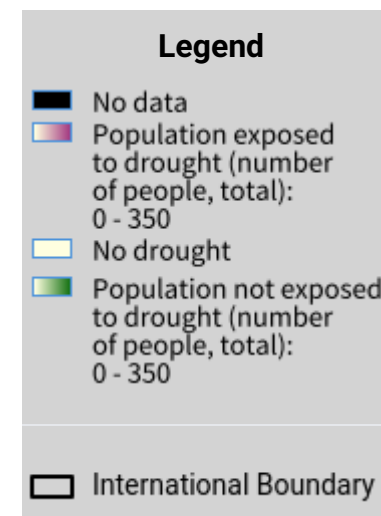 Legend
No data
Population exposed
to drought (number
of people, total):
0 - 350
No drought
Population not exposed
to drought (number
of people, total):
0 - 350
International Boundary